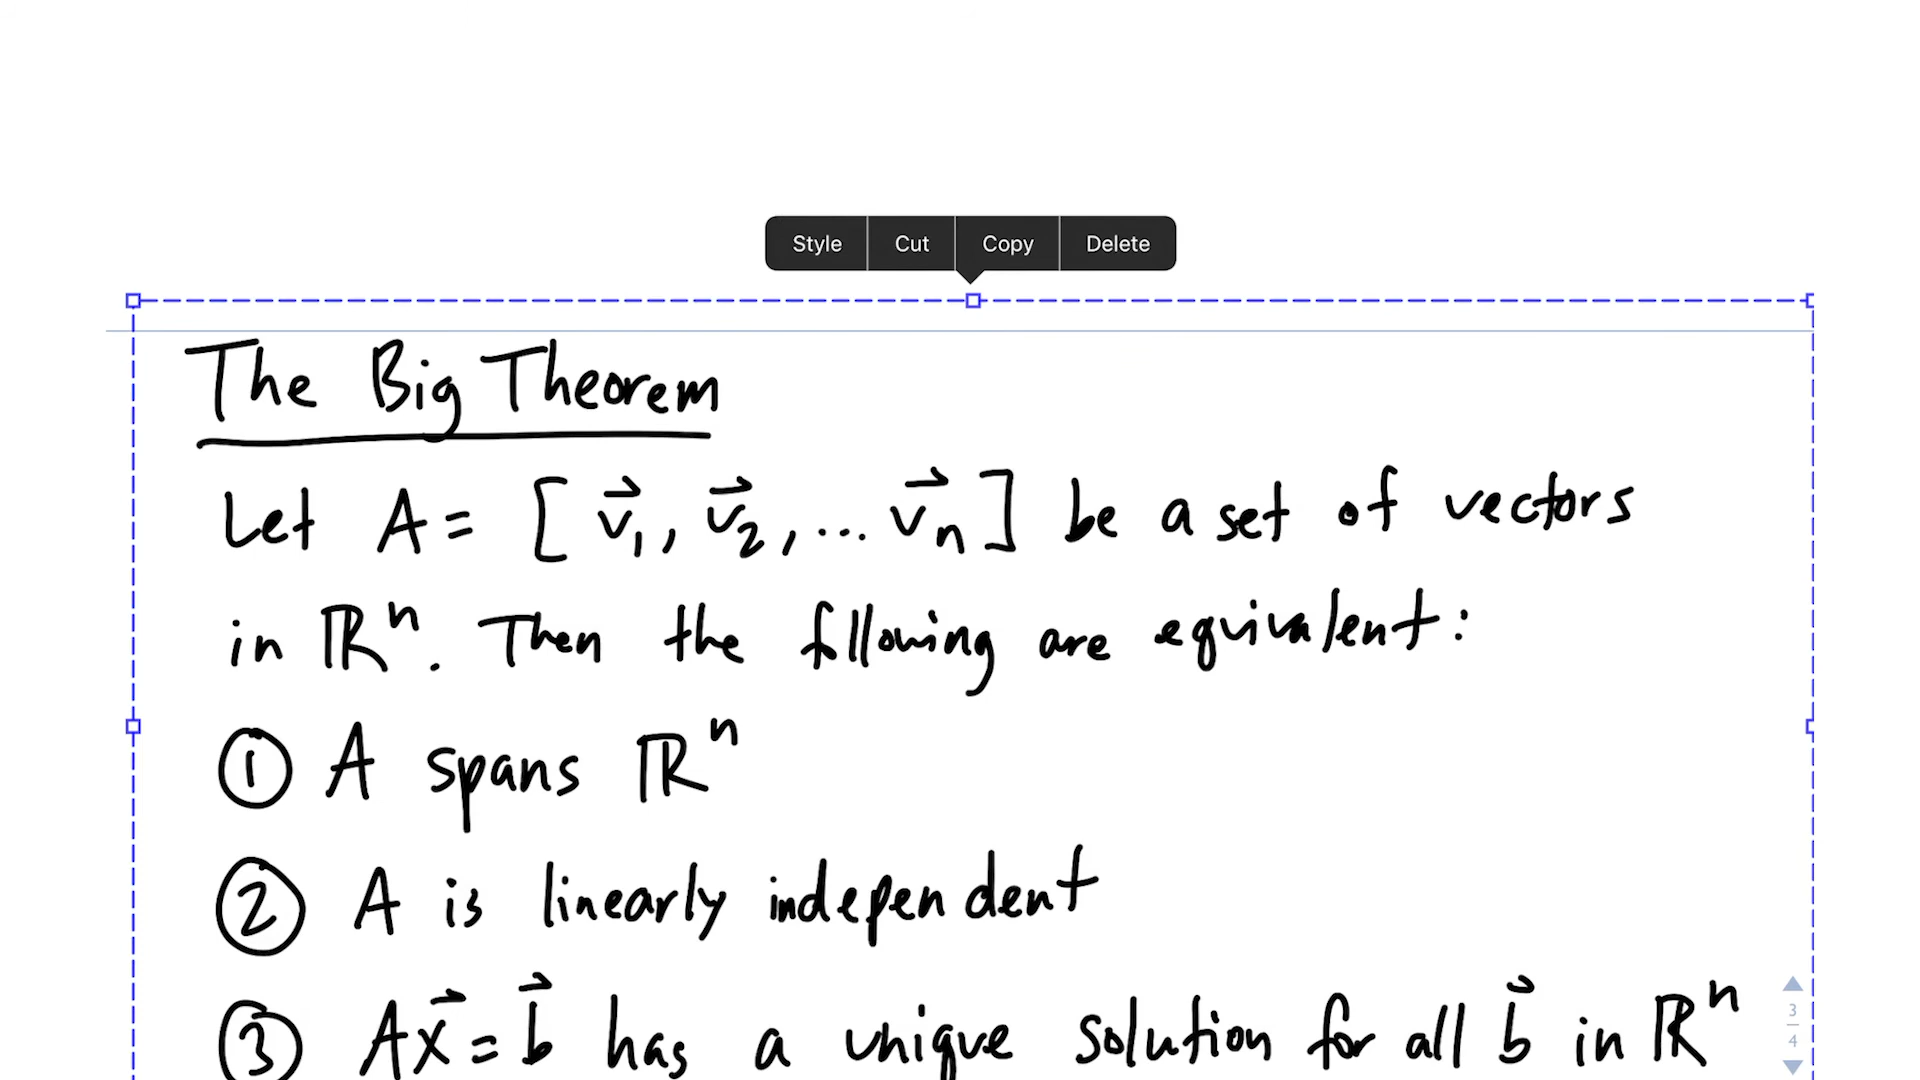 Style Cut Copy Delete
The Big Theorem
Let A = [v⃗₁, v⃗₂, ... v⃗ₙ] be a set of vectors
in ℝⁿ. Then the following are equivalent:
① A spans ℝⁿ
② A is linearly independent
③ Ax⃗ = b⃗ has a unique solution for all b⃗ in ℝⁿ
3
4